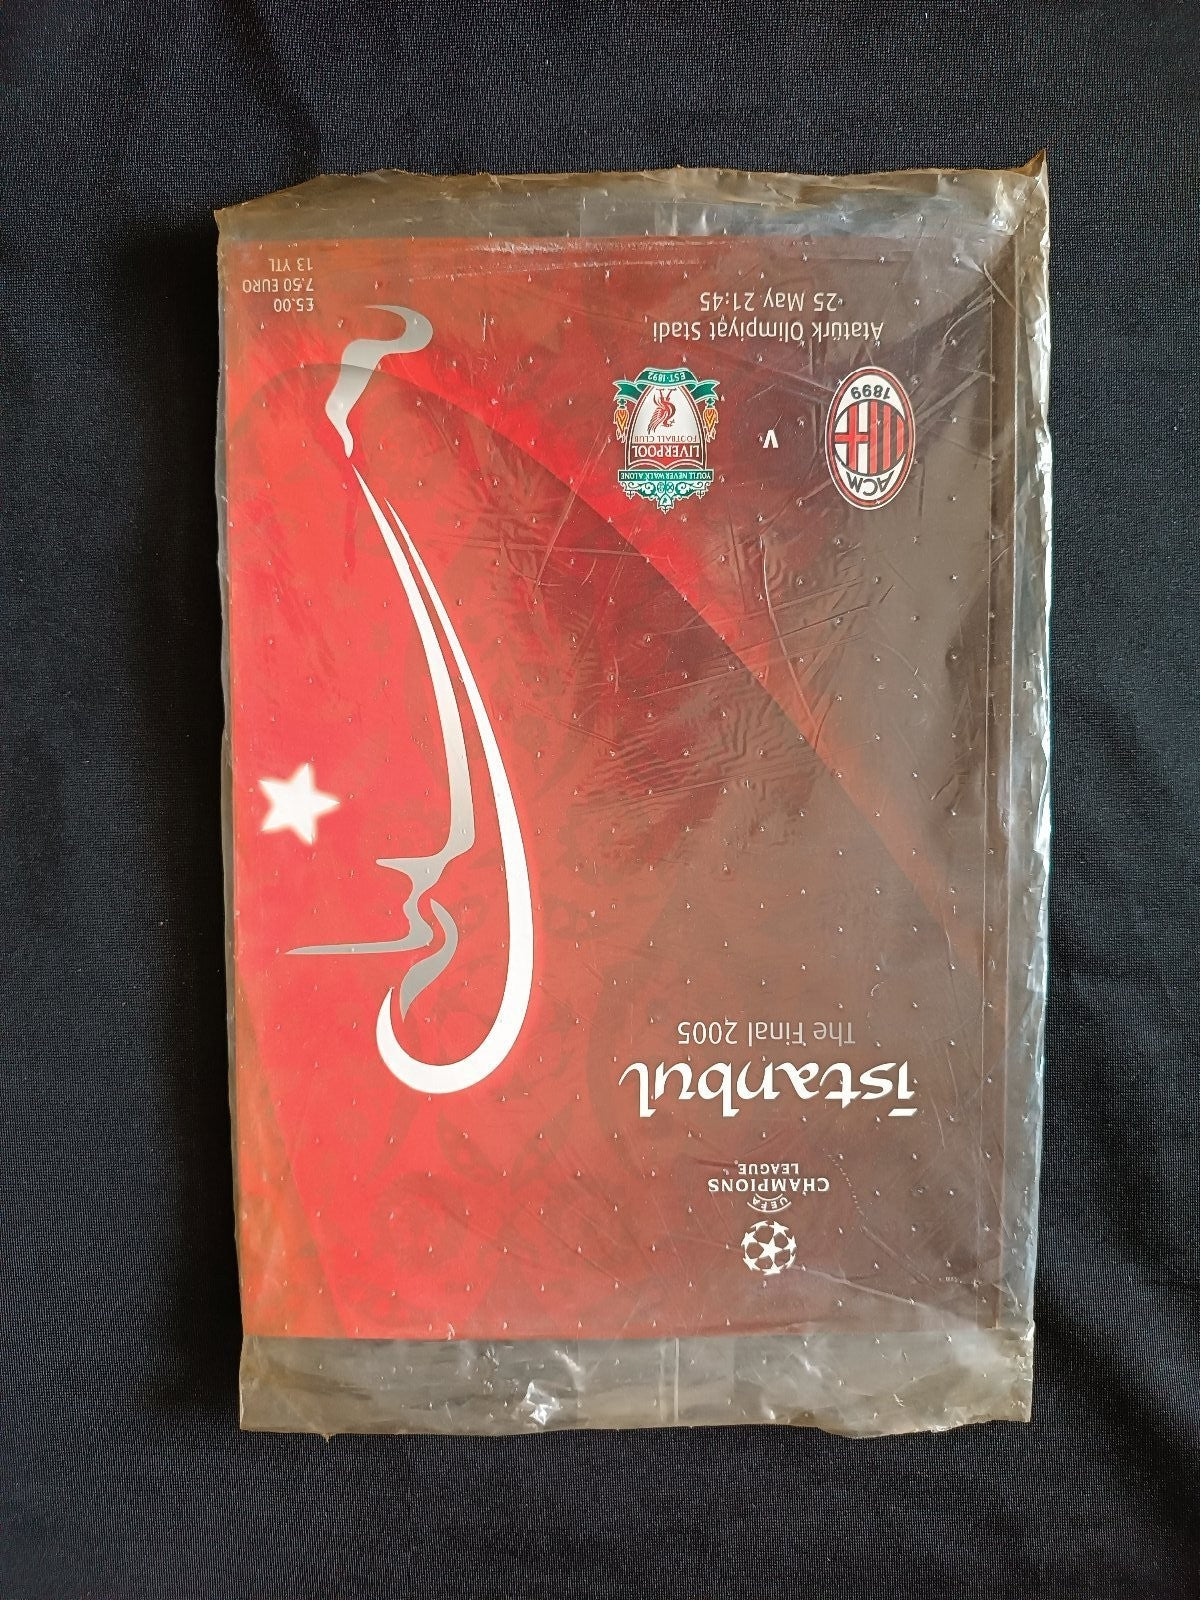 UEFA
CHAMPIONS
LEAGUE®
istanbul
The Final 2005
ACM
1899
v
YOU'LL NEVER WALK ALONE
LIVERPOOL
FOOTBALL CLUB
EST·1892
Atatürk Olimpiyat Stadi
25 May 21:45
£5.00
7.50 EURO
13 YTL